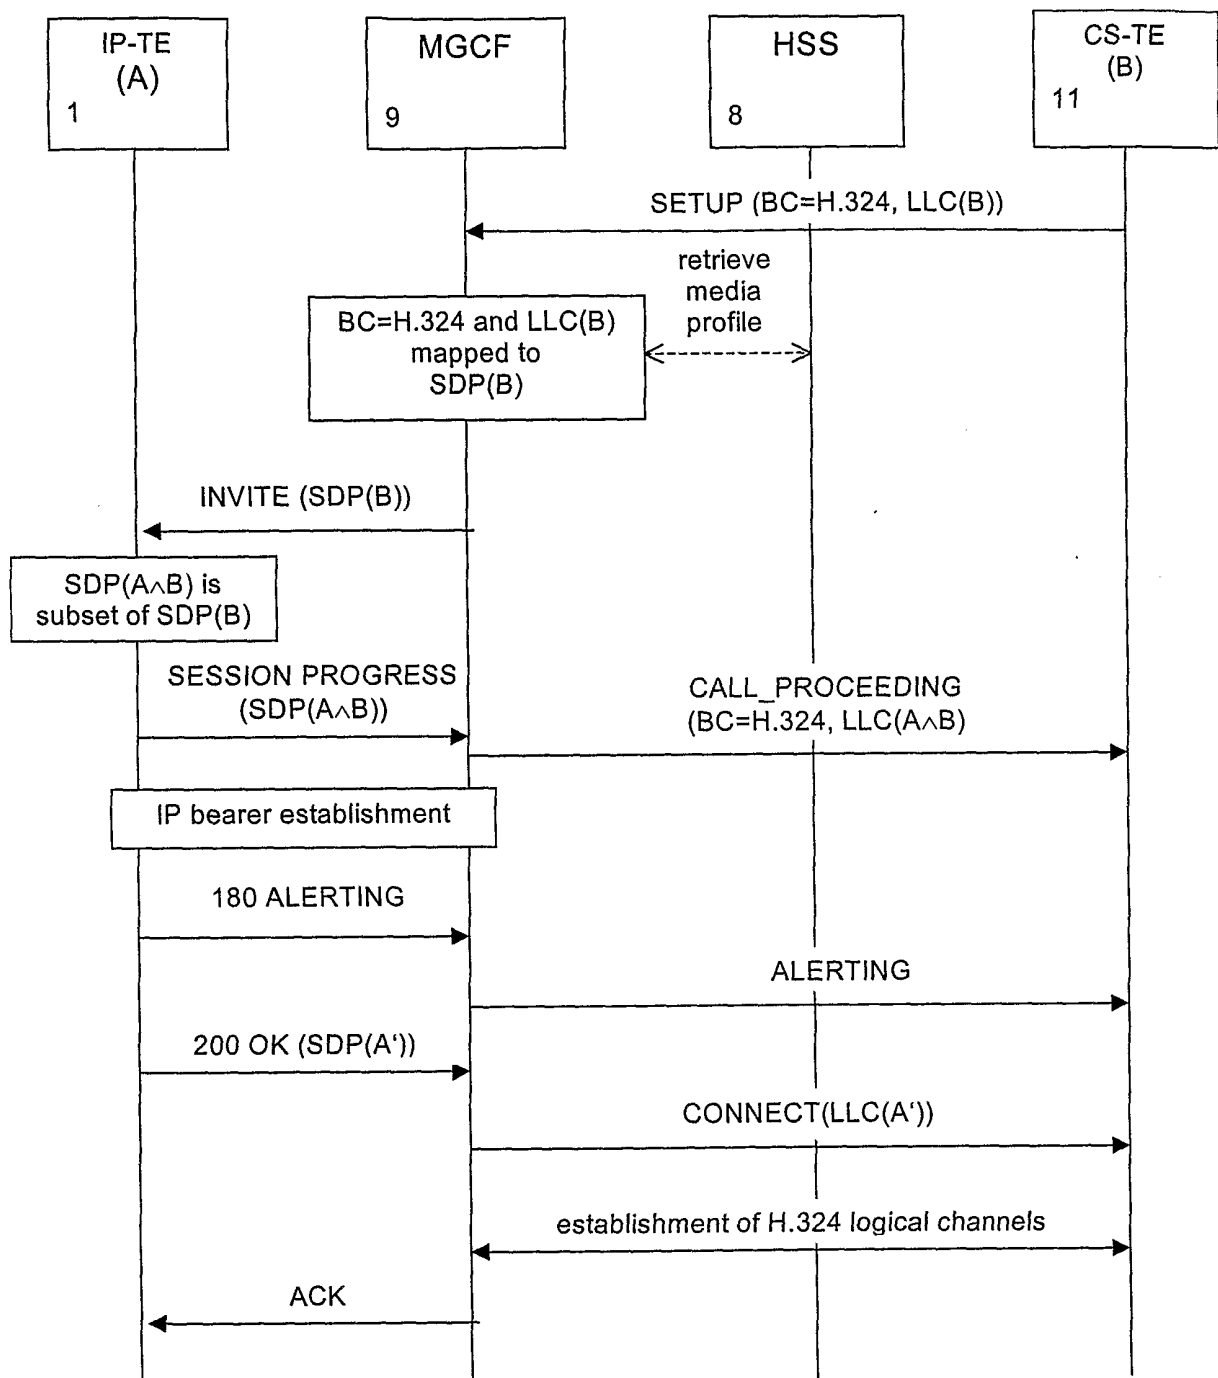 IP-TE
(A)
1
MGCF
9
HSS
8
CS-TE
(B)
11
SETUP (BC=H.324, LLC(B))
retrieve
media
profile
BC=H.324 and LLC(B)
mapped to
SDP(B)
INVITE (SDP(B))
SDP(A∧B) is
subset of SDP(B)
SESSION PROGRESS
(SDP(A∧B))
CALL_PROCEEDING
(BC=H.324, LLC(A∧B)
IP bearer establishment
180 ALERTING
ALERTING
200 OK (SDP(A‘))
CONNECT(LLC(A‘))
establishment of H.324 logical channels
ACK